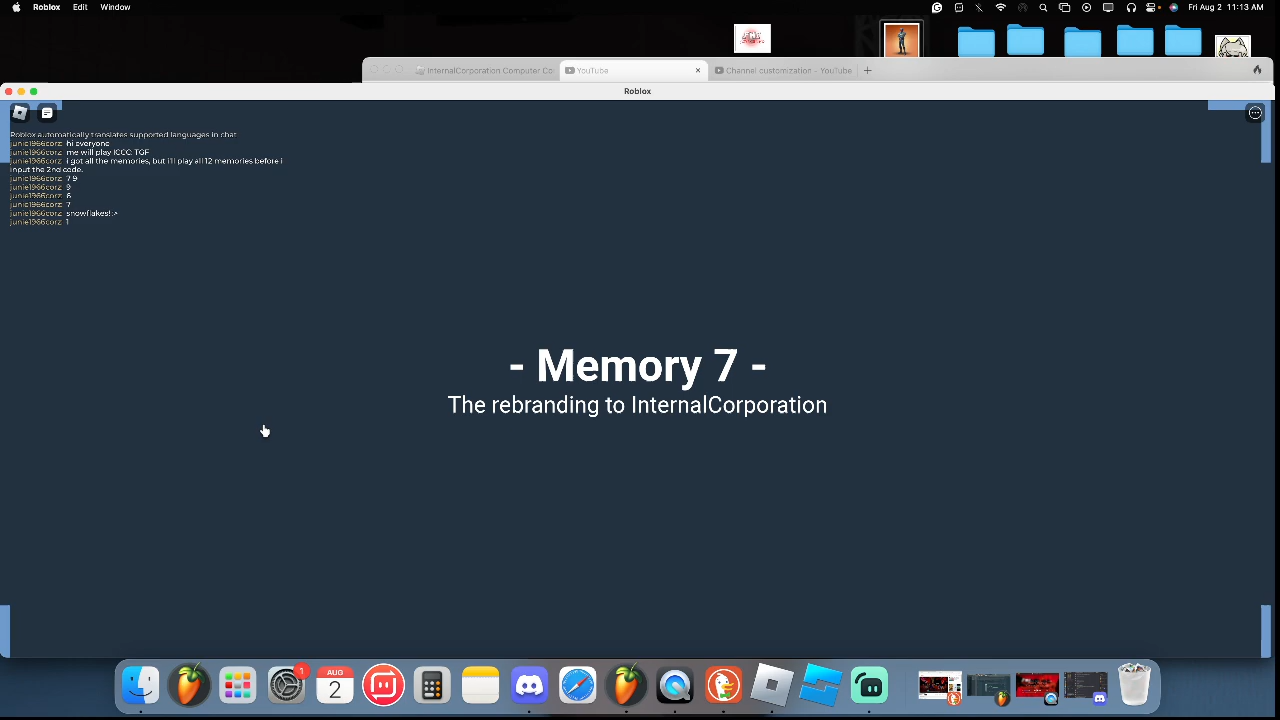 Roblox Edit Window
Fri Aug 2 11:13 AM
InternalCorporation Computer Co
YouTube
Channel customization - YouTube
Roblox
Roblox automatically translates supported languages in chat
junie1966corz: hi everyone
junie1966corz: me will play ICCC: TGF
junie1966corz: i got all the memories, but i'll play all 12 memories before i
input the 2nd code.
junie1966corz: 7 9
junie1966corz: 9
junie1966corz: 6
junie1966corz: 7
junie1966corz: snowflakes! :>
junie1966corz: 1
- Memory 7 -
The rebranding to InternalCorporation
1
AUG
2